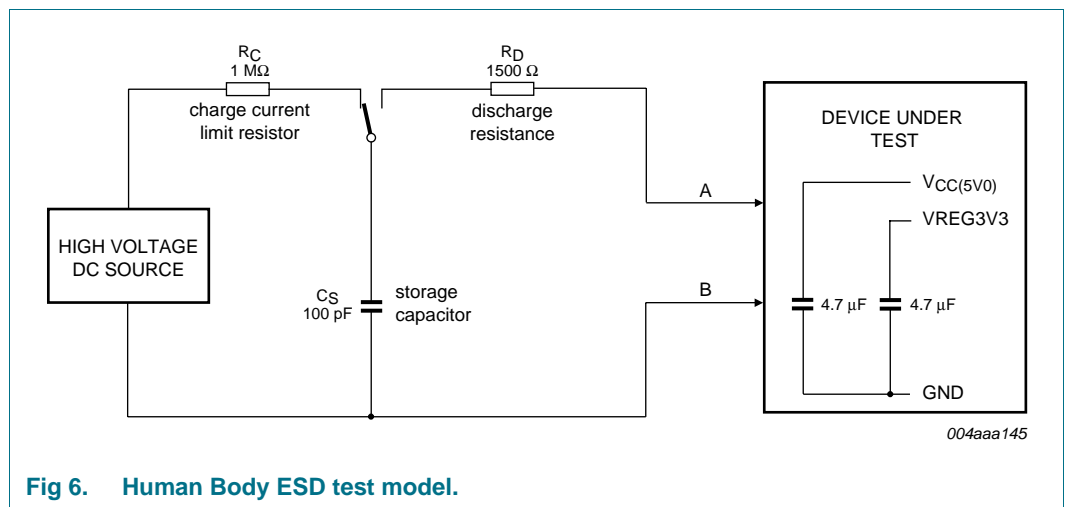 RC
1 MΩ
charge current
limit resistor
RD
1500 Ω
discharge
resistance
HIGH VOLTAGE
DC SOURCE
CS
100 pF
storage
capacitor
A
B
DEVICE UNDER
TEST
VCC(5V0)
VREG3V3
4.7 μF
4.7 μF
GND
004aaa145
Fig 6. Human Body ESD test model.